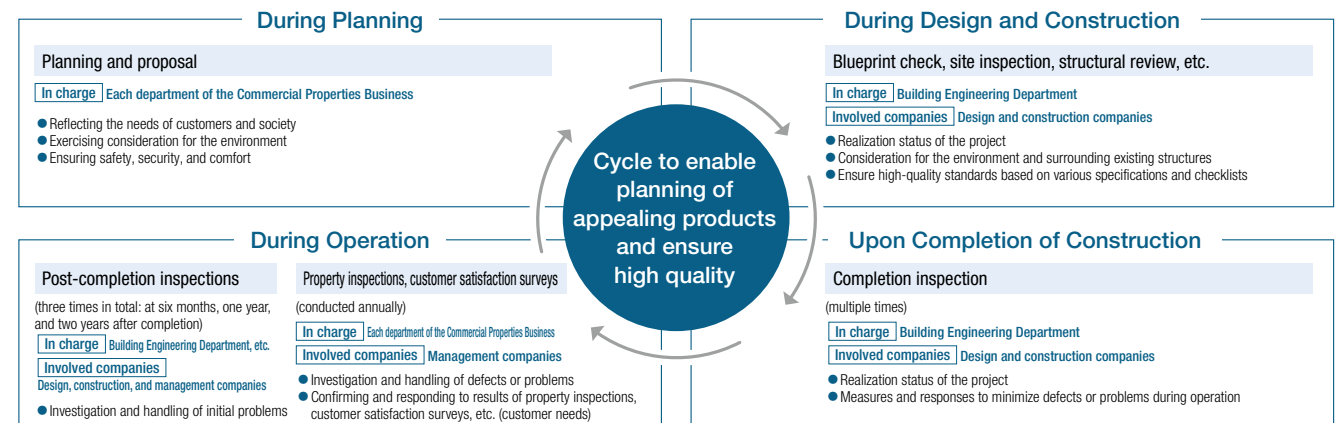 During Planning
Planning and proposal
In charge Each department of the Commercial Properties Business
● Reflecting the needs of customers and society
● Exercising consideration for the environment
● Ensuring safety, security, and comfort
During Design and Construction
Blueprint check, site inspection, structural review, etc.
In charge Building Engineering Department
Involved companies Design and construction companies
● Realization status of the project
● Consideration for the environment and surrounding existing structures
● Ensure high-quality standards based on various specifications and checklists
Cycle to enable
planning of
appealing products
and ensure
high quality
During Operation
Post-completion inspections
(three times in total: at six months, one year,
and two years after completion)
In charge Building Engineering Department, etc.
Involved companies
Design, construction, and management companies
● Investigation and handling of initial problems
Property inspections, customer satisfaction surveys
(conducted annually)
In charge Each department of the Commercial Properties Business
Involved companies Management companies
● Investigation and handling of defects or problems
● Confirming and responding to results of property inspections,
customer satisfaction surveys, etc. (customer needs)
Upon Completion of Construction
Completion inspection
(multiple times)
In charge Building Engineering Department
Involved companies Design and construction companies
● Realization status of the project
● Measures and responses to minimize defects or problems during operation